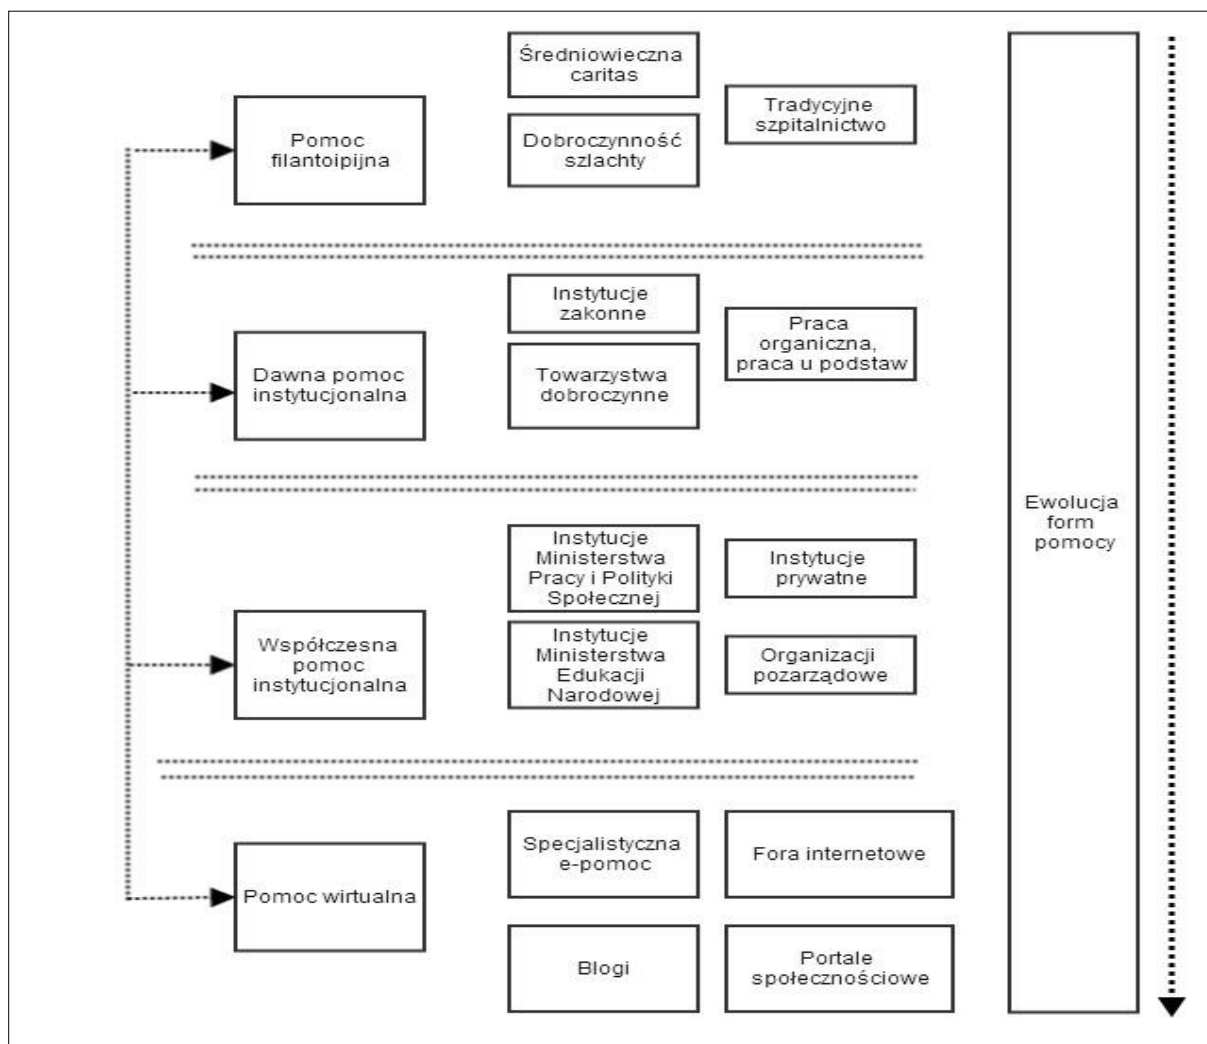 Średniowieczna
caritas
Tradycyjne
szpitalnictwo
Pomoc
filantoipijna
Dobroczynność
szlachty
Instytucje
zakonne
Praca
organiczna,
praca u podstaw
Dawna pomoc
instytucjonalna
Towarzystwa
dobroczynne
Ewolucja
form
pomocy
Instytucje
Ministerstwa
Pracy i Polityki
Społecznej
Instytucje
prywatne
Współczesna
pomoc
instytucjonalna
Instytucje
Ministerstwa
Edukacji
Narodowej
Organizacji
pozarządowe
Specjalistyczna
e-pomoc
Fora internetowe
Pomoc wirtualna
Blogi
Portale
społecznościowe